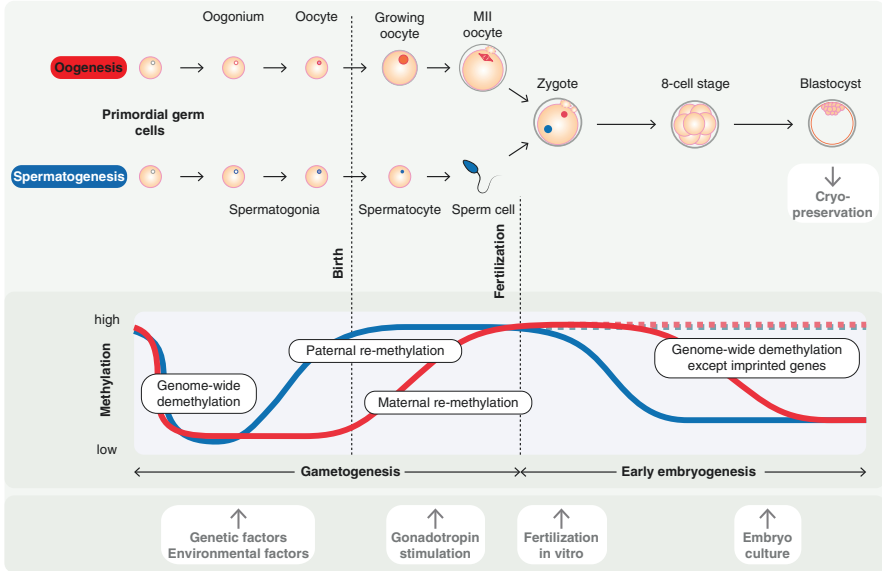 Oogonium
Oocyte
Growing
oocyte
MII
oocyte
Oogenesis
Zygote
8-cell stage
Blastocyst
Primordial germ
cells
Spermatogenesis
Spermatogonia
Spermatocyte
Sperm cell
Cryo-
preservation
Birth
Fertilization
high
Methylation
low
Paternal re-methylation
Genome-wide demethylation
except imprinted genes
Genome-wide
demethylation
Maternal re-methylation
Gametogenesis
Early embryogenesis
Genetic factors
Environmental factors
Gonadotropin
stimulation
Fertilization
in vitro
Embryo
culture